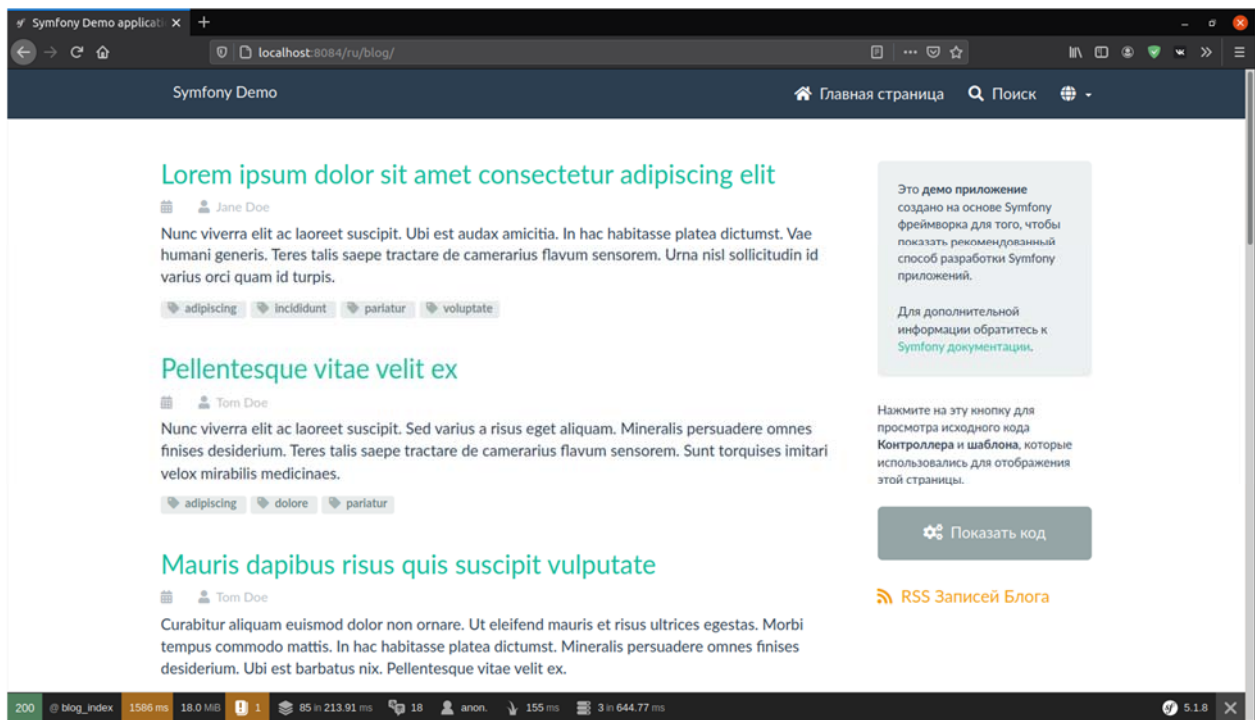 Symfony Demo applicati
localhost:8084/ru/blog/
Symfony Demo
Главная страница
Поиск
Lorem ipsum dolor sit amet consectetur adipiscing elit
Jane Doe
Nunc viverra elit ac laoreet suscipit. Ubi est audax amicitia. In hac habitasse platea dictumst. Vae
humani generis. Teres talis saepe tractare de camerarius flavum sensorem. Urna nisl sollicitudin id
varius orci quam id turpis.
adipiscing incididunt pariatur voluptate
Pellentesque vitae velit ex
Tom Doe
Nunc viverra elit ac laoreet suscipit. Sed varius a risus eget aliquam. Mineralis persuadere omnes
finises desiderium. Teres talis saepe tractare de camerarius flavum sensorem. Sunt torquises imitari
velox mirabilis medicinaes.
adipiscing dolore pariatur
Mauris dapibus risus quis suscipit vulputate
Tom Doe
Curabitur aliquam euismod dolor non ornare. Ut eleifend mauris et risus ultrices egestas. Morbi
tempus commodo mattis. In hac habitasse platea dictumst. Mineralis persuadere omnes finises
desiderium. Ubi est barbatus nix. Pellentesque vitae velit ex.
Это демо приложение
создано на основе Symfony
фреймворка для того, чтобы
показать рекомендованный
способ разработки Symfony
приложений.
Для дополнительной
информации обратитесь к
Symfony документации.
Нажмите на эту кнопку для
просмотра исходного кода
Контроллера и шаблона, которые
использовались для отображения
этой страницы.
Показать код
RSS Записей Блога
200 @ blog_index 1586 ms 18.0 MiB 1 85 in 213.91 ms 18 anon. 155 ms 3 in 644.77 ms 5.1.8